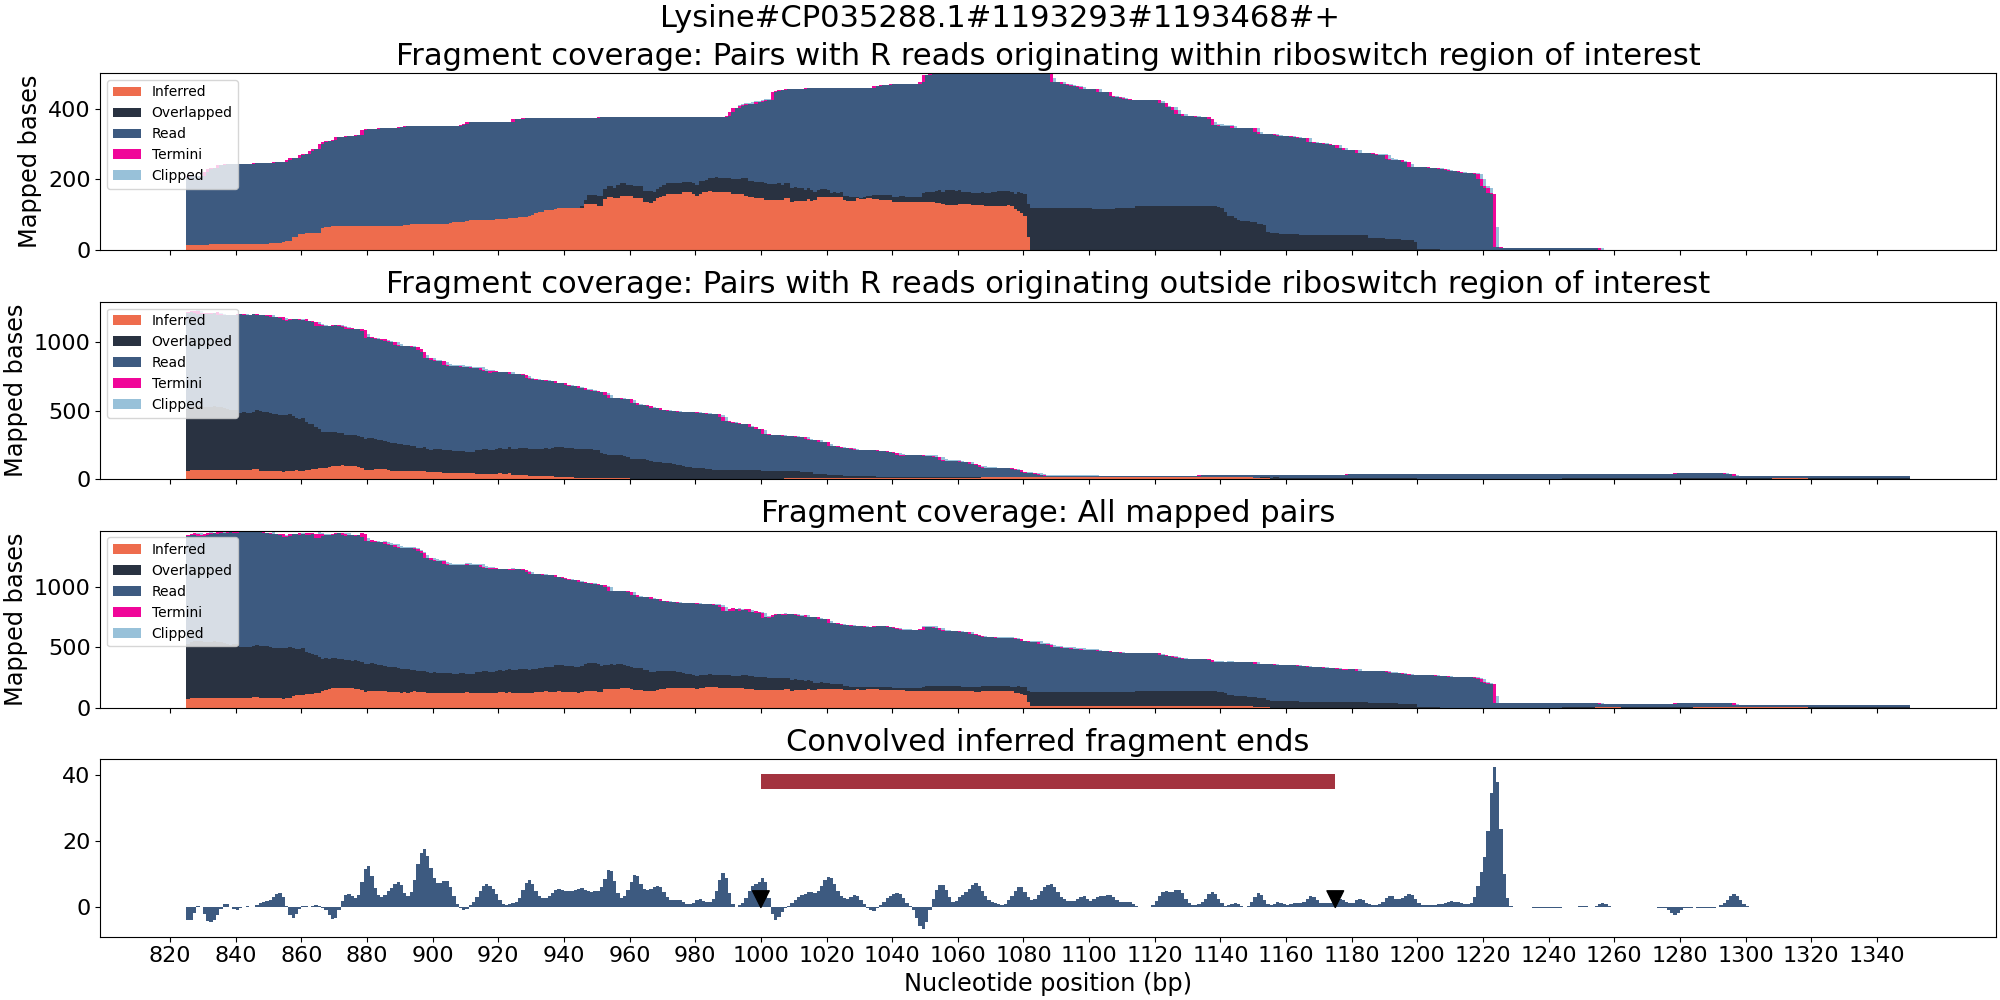 Lysine#CP035288.1#1193293#1193468#+
Fragment coverage: Pairs with R reads originating within riboswitch region of interest
Mapped bases
400
200
0
Inferred
Overlapped
Read
Termini
Clipped
Fragment coverage: Pairs with R reads originating outside riboswitch region of interest
Mapped bases
1000
500
0
Inferred
Overlapped
Read
Termini
Clipped
Fragment coverage: All mapped pairs
Mapped bases
1000
500
0
Inferred
Overlapped
Read
Termini
Clipped
Convolved inferred fragment ends
40
20
0
820 840 860 880 900 920 940 960 980 1000 1020 1040 1060 1080 1100 1120 1140 1160 1180 1200 1220 1240 1260 1280 1300 1320 1340
Nucleotide position (bp)